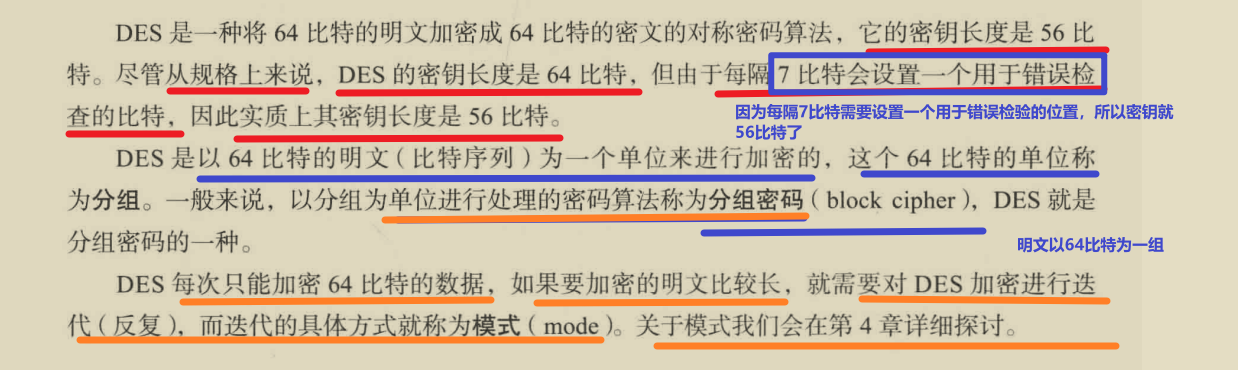 DES 是一种将 64 比特的明文加密成 64 比特的密文的对称密码算法，它的密钥长度是 56 比
特。尽管从规格上来说，DES 的密钥长度是 64 比特，但由于每隔 7 比特会设置一个用于错误检
查的比特，因此实质上其密钥长度是 56 比特。
因为每隔7比特需要设置一个用于错误检验的位置，所以密钥就
56比特了
DES 是以 64 比特的明文（比特序列）为一个单位来进行加密的，这个 64 比特的单位称
为分组。一般来说，以分组为单位进行处理的密码算法称为分组密码（block cipher），DES 就是
分组密码的一种。
明文以64比特为一组
DES 每次只能加密 64 比特的数据，如果要加密的明文比较长，就需要对 DES 加密进行迭
代（反复），而迭代的具体方式就称为模式（mode）。关于模式我们会在第 4 章详细探讨。